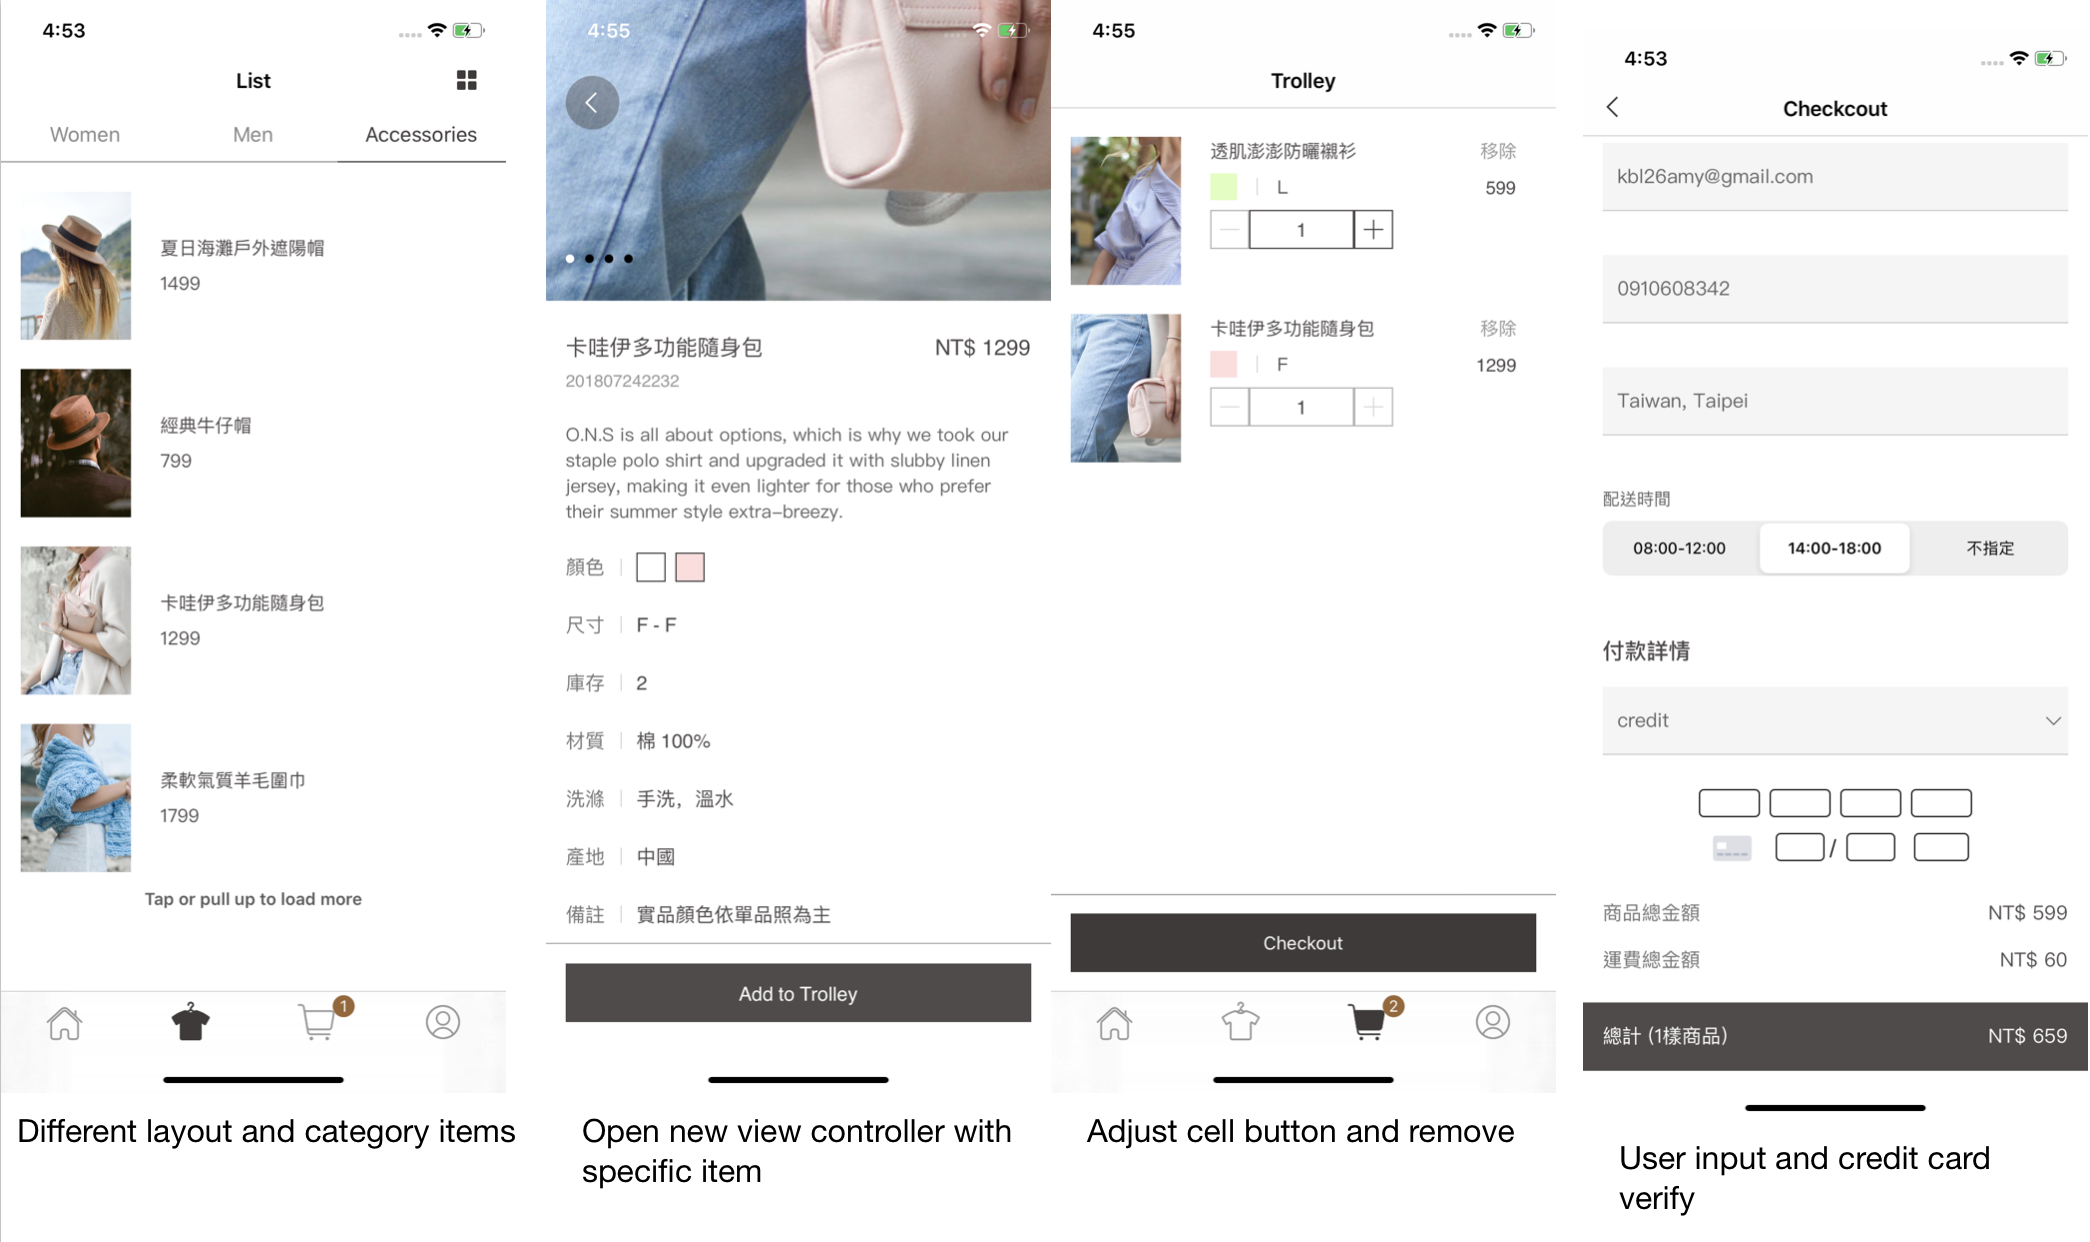 4:53
List
Women
Men
Accessories
夏日海灘戶外遮陽帽
1499
經典牛仔帽
799
卡哇伊多功能隨身包
1299
柔軟氣質羊毛圍巾
1799
Tap or pull up to load more
1
Different layout and category items
4:55
卡哇伊多功能隨身包 NT$ 1299
201807242232
O.N.S is all about options, which is why we took our
staple polo shirt and upgraded it with slubby linen
jersey, making it even lighter for those who prefer
their summer style extra-breezy.
顏色
尺寸 F - F
庫存 2
材質 棉 100%
洗滌 手洗，溫水
產地 中國
備註 實品顏色依單品照為主
Add to Trolley
Open new view controller with
specific item
4:55
Trolley
透肌澎澎防曬襯衫 移除
L 599
1
卡哇伊多功能隨身包 移除
F 1299
1
Checkout
2
Adjust cell button and remove
4:53
Checkcout
kbl26amy@gmail.com
0910608342
Taiwan, Taipei
配送時間
08:00-12:00 14:00-18:00 不指定
付款詳情
credit
/
商品總金額 NT$ 599
運費總金額 NT$ 60
總計 (1樣商品) NT$ 659
User input and credit card
verify